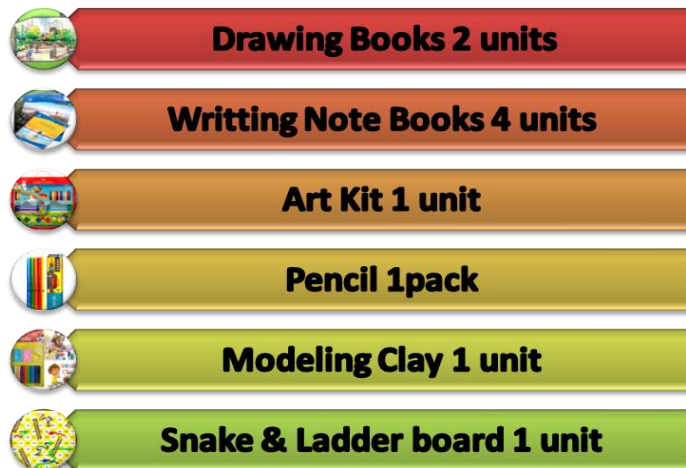 Drawing Books 2 units
Writting Note Books 4 units
Art Kit 1 unit
Pencil 1pack
Modeling Clay 1 unit
Snake & Ladder board 1 unit